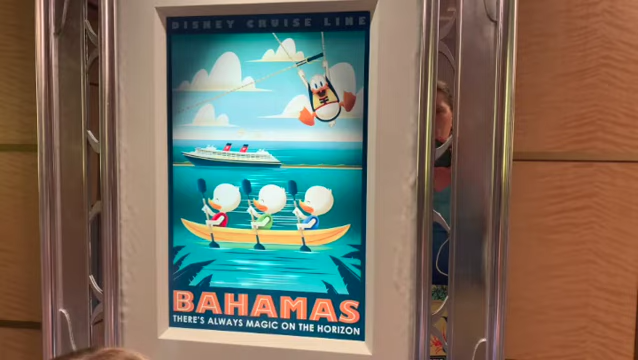 DISNEY CRUISE LINE
BAHAMAS
THERE'S ALWAYS MAGIC ON THE HORIZON